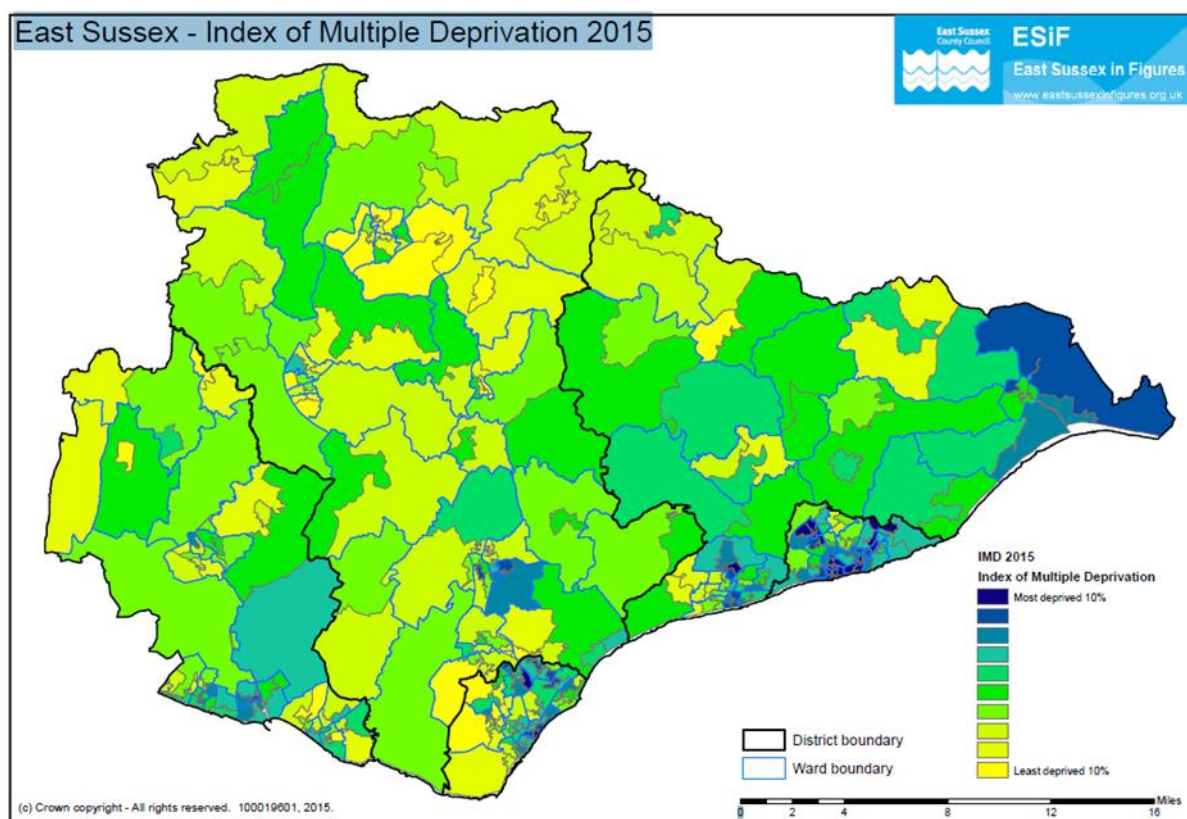 East Sussex - Index of Multiple Deprivation 2015
East Sussex
County Council
ESiF
East Sussex in Figures
www.eastsussexinfigures.org.uk
IMD 2015
Index of Multiple Deprivation
Most deprived 10%
Least deprived 10%
District boundary
Ward boundary
(c) Crown copyright - All rights reserved. 100019601, 2015.
Miles
0 2 4 8 12 16